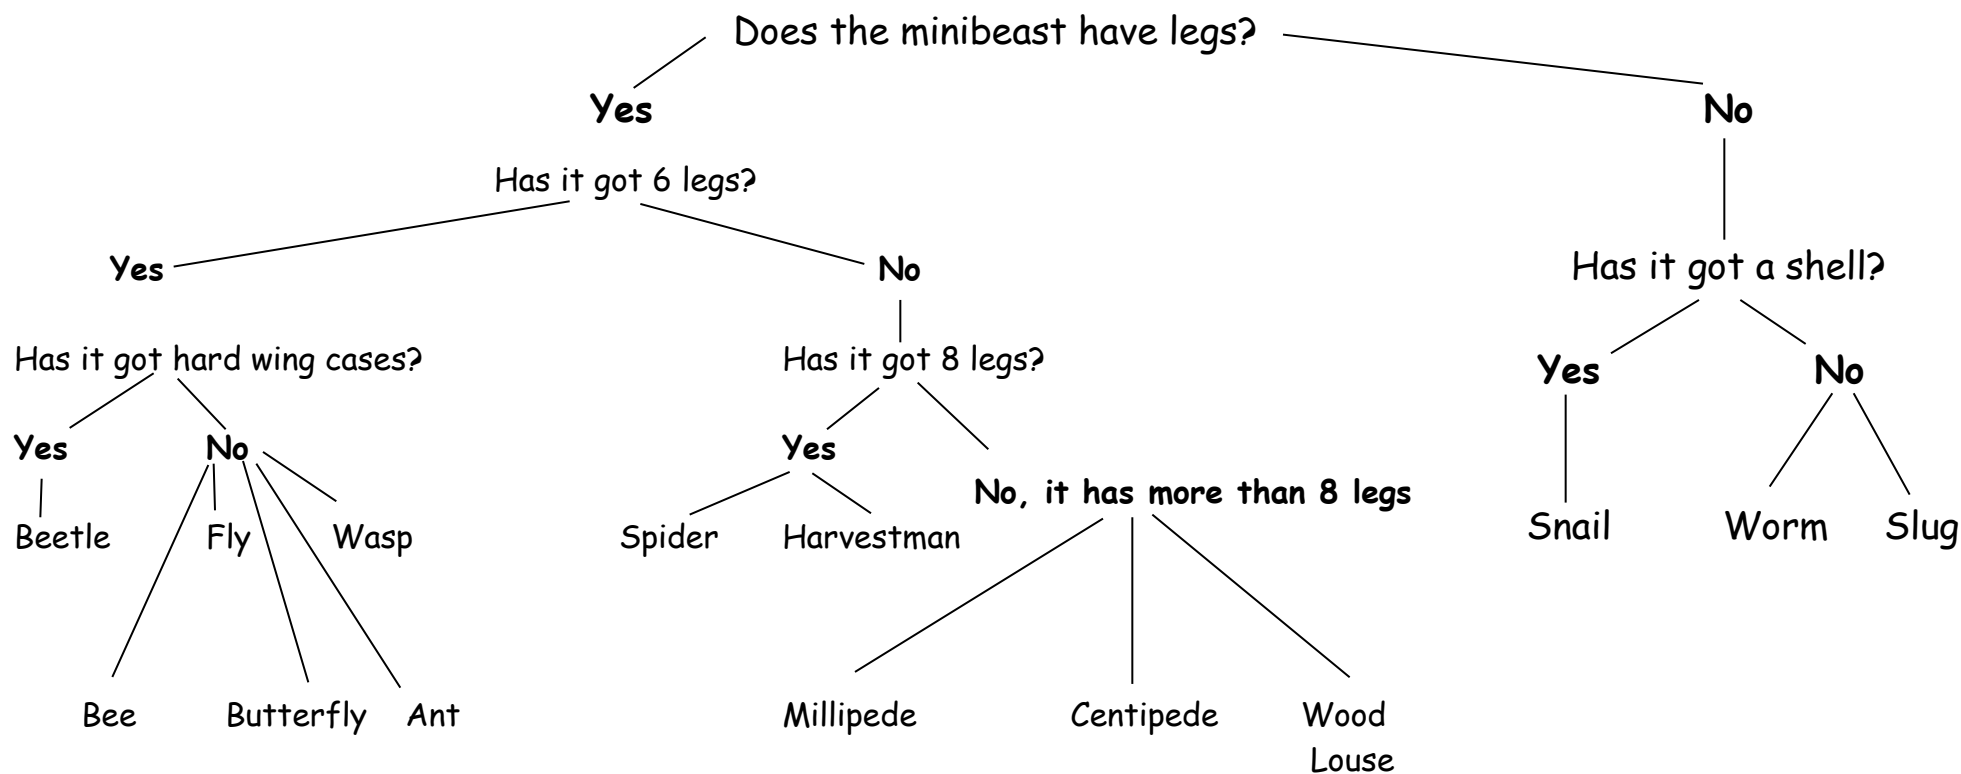 Does the minibeast have legs?
Yes
No
Has it got 6 legs?
Yes
No
Has it got a shell?
Has it got hard wing cases?
Has it got 8 legs?
Yes
No
Yes
No
Yes
No, it has more than 8 legs
Beetle
Fly
Wasp
Spider
Harvestman
Snail
Worm
Slug
Bee
Butterfly
Ant
Millipede
Centipede
Wood
Louse